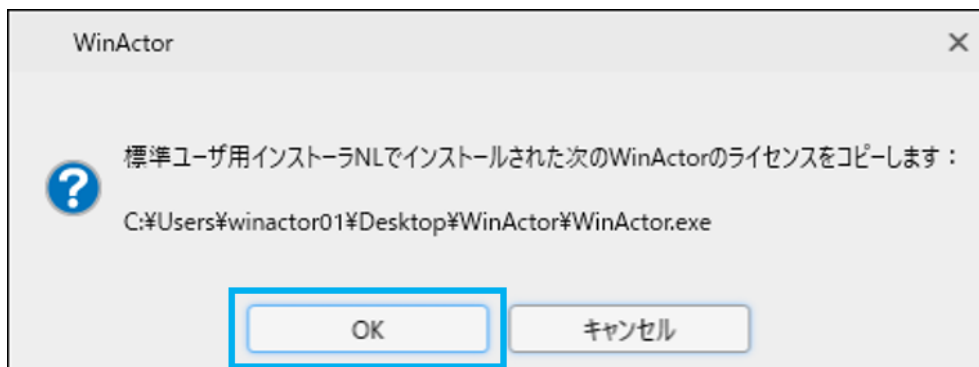 WinActor
標準ユーザ用インストーラNLでインストールされた次のWinActorのライセンスをコピーします：
C:¥Users¥winactor01¥Desktop¥WinActor¥WinActor.exe
OK
キャンセル